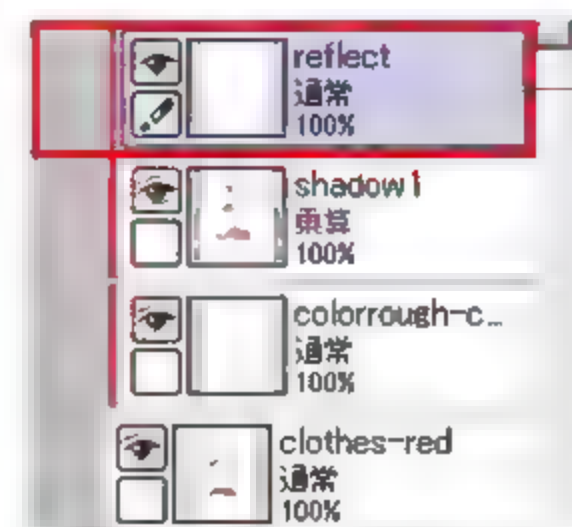 reflect
通常
100%
shadow1
乗算
100%
colorrough-c...
通常
100%
clothes-red
通常
100%